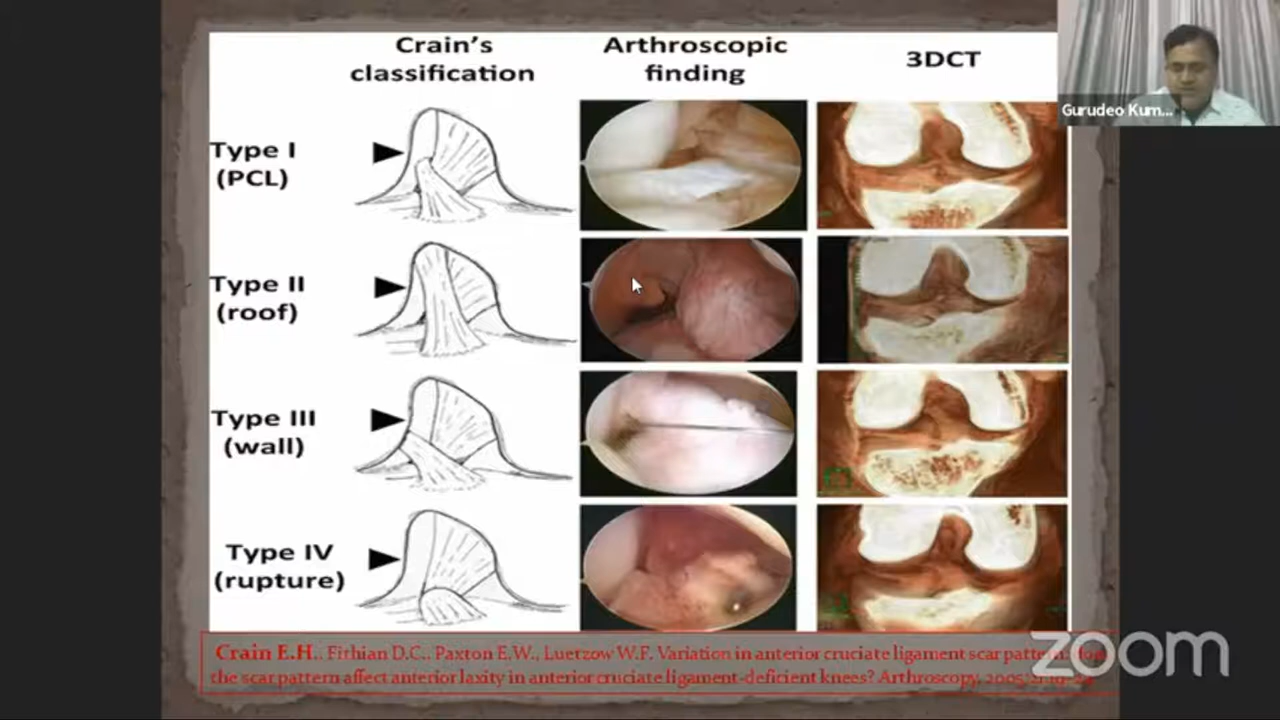 Crain's classification
Arthroscopic finding
3DCT
Gurudeo Kum...
Type I
(PCL)
Type II
(roof)
Type III
(wall)
Type IV
(rupture)
Crain E.H.. Fithian D.C.. Paxton E.W., Luetzow W.F. Variation in anterior cruciate ligament scar pattern:
the scar pattern affect anterior laxity in anterior cruciate ligament-deficient knees? Arthroscopy,
zoom